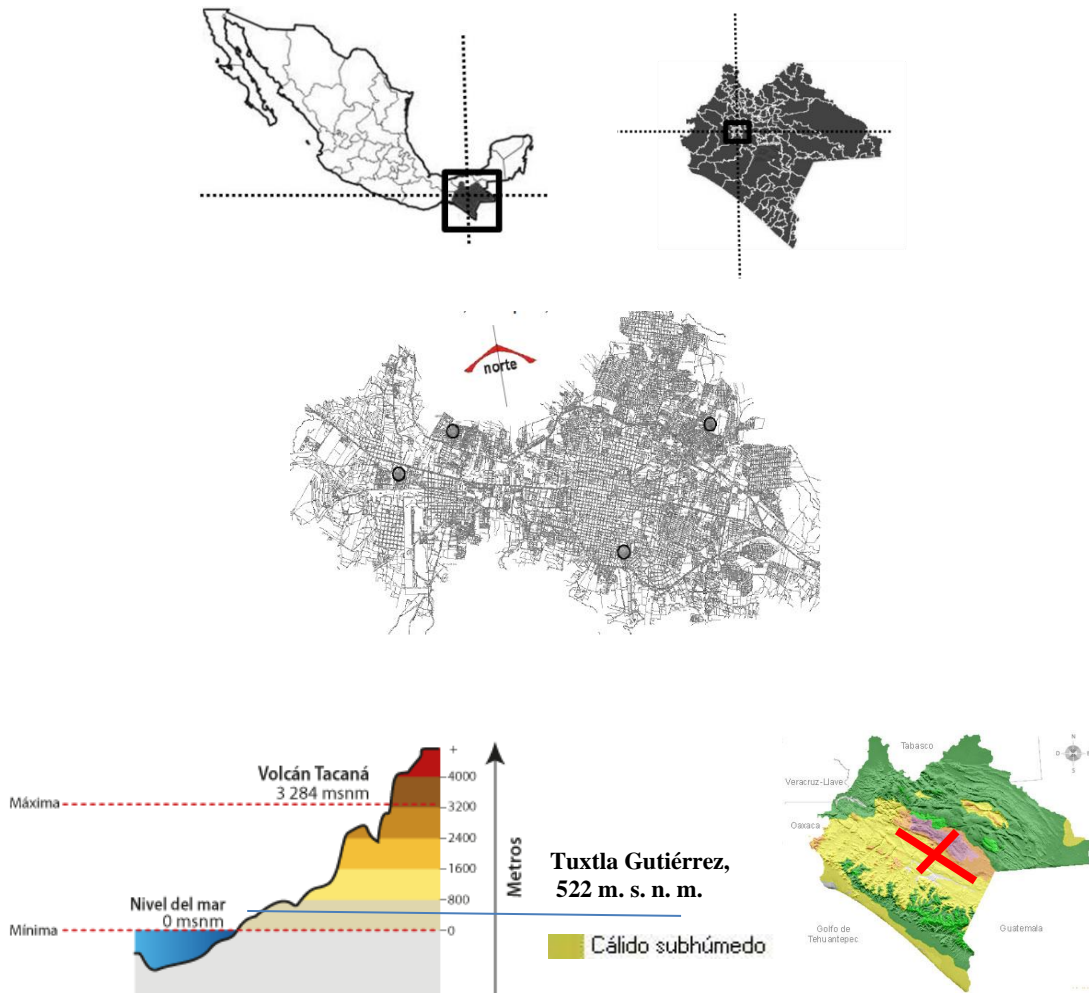 norte
Volcán Tacaná
3 284 msnm
Máxima
Nivel del mar
0 msnm
Mínima
+
4000
3200
2400
1600
800
0
Metros
Tuxtla Gutiérrez,
522 m. s. n. m.
Cálido subhúmedo
Tabasco
Veracruz-Llave
Oaxaca
Golfo de
Tehuantepec
Guatemala
N